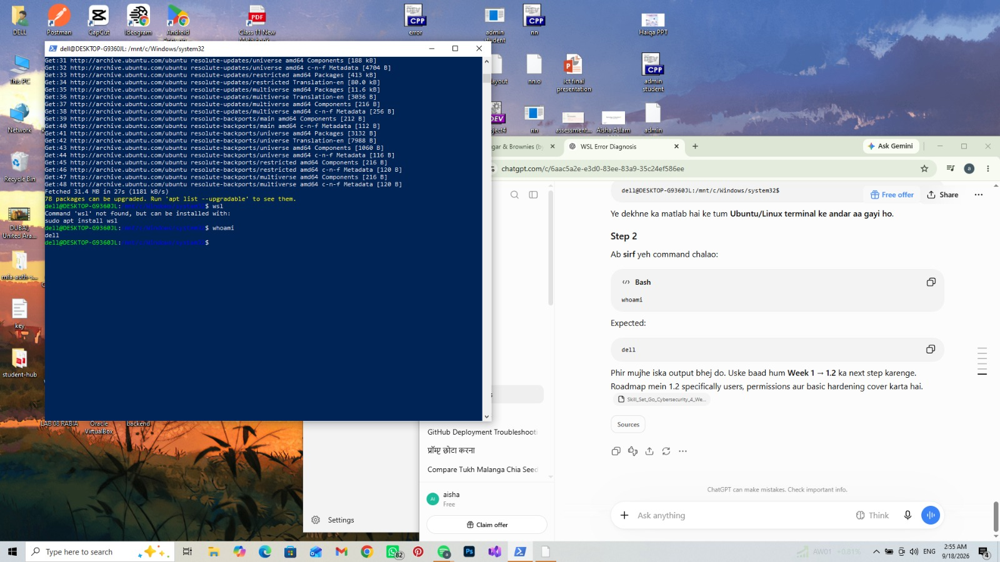 DELL
Postman
CapCut
Ideogram
Android
PDF
Class 11 New
CPP
error
admin
student
CPP
nn
Haiqa PPT
This PC
Network
Recycle Bin
DUBAI,
United Ara...
mfa-auth-s...
key
student-hub
layout
nn.o
ict final
presentation
CPP
admin
student
DEV
nn
assessment...
Aisha Aslam
admin
LAB 08 RABIA
Oracle
VirtualBox
backend
dell@DESKTOP-G9360JL: /mnt/c/Windows/system32
Get:31 http://archive.ubuntu.com/ubuntu resolute-updates/universe amd64 Components [188 kB]
Get:32 http://archive.ubuntu.com/ubuntu resolute-updates/universe amd64 c-n-f Metadata [4704 B]
Get:33 http://archive.ubuntu.com/ubuntu resolute-updates/restricted amd64 Packages [413 kB]
Get:34 http://archive.ubuntu.com/ubuntu resolute-updates/restricted Translation-en [80.0 kB]
Get:35 http://archive.ubuntu.com/ubuntu resolute-updates/multiverse amd64 Packages [11.6 kB]
Get:36 http://archive.ubuntu.com/ubuntu resolute-updates/multiverse Translation-en [3036 B]
Get:37 http://archive.ubuntu.com/ubuntu resolute-updates/multiverse amd64 Components [216 B]
Get:38 http://archive.ubuntu.com/ubuntu resolute-updates/multiverse amd64 c-n-f Metadata [256 B]
Get:39 http://archive.ubuntu.com/ubuntu resolute-backports/main amd64 Components [212 B]
Get:40 http://archive.ubuntu.com/ubuntu resolute-backports/main amd64 c-n-f Metadata [112 B]
Get:41 http://archive.ubuntu.com/ubuntu resolute-backports/universe amd64 Packages [3132 B]
Get:42 http://archive.ubuntu.com/ubuntu resolute-backports/universe Translation-en [7988 B]
Get:43 http://archive.ubuntu.com/ubuntu resolute-backports/universe amd64 Components [1060 B]
Get:44 http://archive.ubuntu.com/ubuntu resolute-backports/universe amd64 c-n-f Metadata [116 B]
Get:45 http://archive.ubuntu.com/ubuntu resolute-backports/restricted amd64 Components [216 B]
Get:46 http://archive.ubuntu.com/ubuntu resolute-backports/restricted amd64 c-n-f Metadata [120 B]
Get:47 http://archive.ubuntu.com/ubuntu resolute-backports/multiverse amd64 Components [216 B]
Get:48 http://archive.ubuntu.com/ubuntu resolute-backports/multiverse amd64 c-n-f Metadata [120 B]
Fetched 31.4 MB in 27s (1181 kB/s)
78 packages can be upgraded. Run 'apt list --upgradable' to see them.
dell@DESKTOP-G9360JL:/mnt/c/Windows/system32$ wsl
Command 'wsl' not found, but can be installed with:
sudo apt install wsl
dell@DESKTOP-G9360JL:/mnt/c/Windows/system32$ whoami
dell
dell@DESKTOP-G9360JL:/mnt/c/Windows/system32$
gar & Brownies (b
WSL Error Diagnosis
Ask Gemini
chatgpt.com/c/6aac5a2e-e3d0-83ee-83a9-35c24ef586ee
a
dell@DESKTOP-G9360JL:/mnt/c/Windows/system32$
Free offer
Share
Ye dekhne ka matlab hai ke tum Ubuntu/Linux terminal ke andar aa gayi ho.
Step 2
Ab sirf yeh command chalao:
Bash
whoami
Expected:
dell
Phir mujhe iska output bhej do. Uske baad hum Week 1 → 1.2 ka next step karenge.
Roadmap mein 1.2 specifically users, permissions aur basic hardening cover karta hai.
Skill_Set_Go_Cybersecurity_4_We...
Sources
ChatGPT can make mistakes. Check important info.
Ask anything
Think
GitHub Deployment Troubleshooti
प्रॉम्प्ट छोटा करना
Compare Tukh Malanga Chia Seed
AI
aisha
Free
Claim offer
Settings
Type here to search
82
Ps
AW01 +0.81%
ENG
2:55 AM
9/18/2026
4